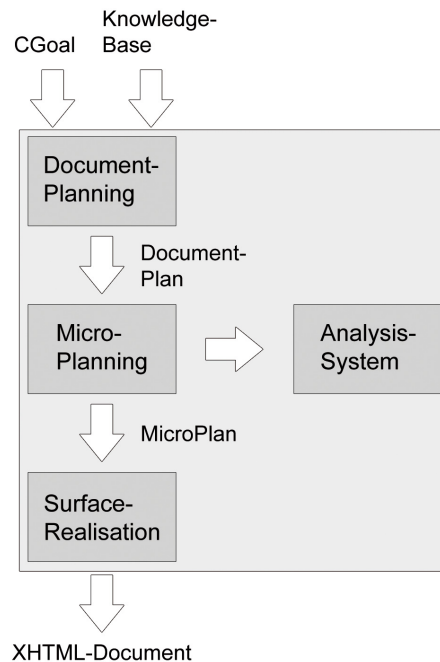 Knowledge-
Base
CGoal
Document-
Planning
Document-
Plan
Micro-
Planning
Analysis-
System
MicroPlan
Surface-
Realisation
XHTML-Document